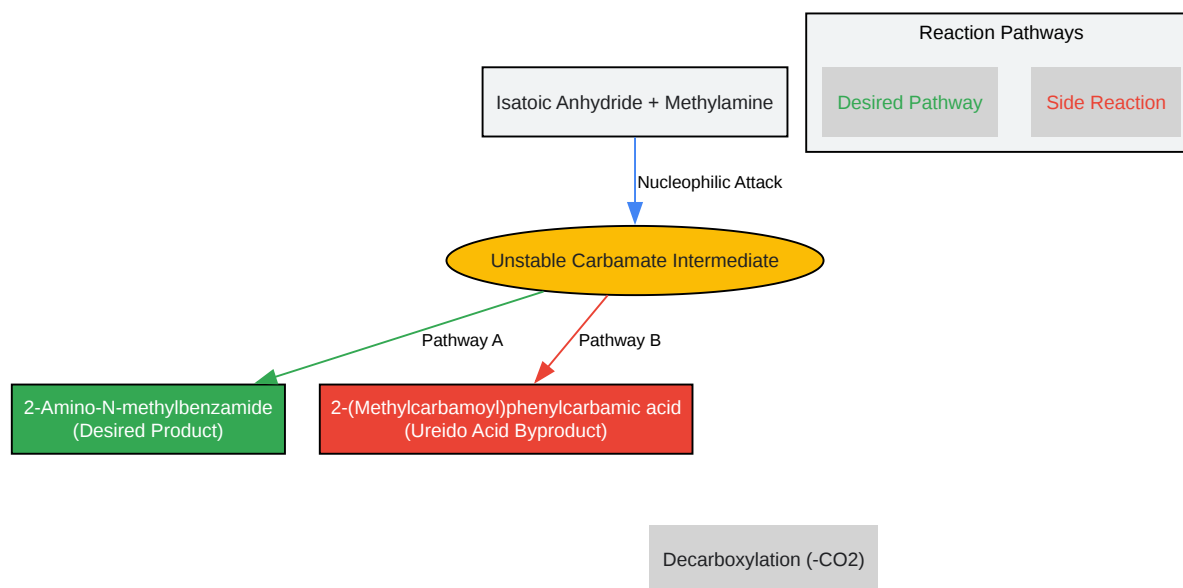 Reaction Pathways
Desired Pathway
Side Reaction
Isatoic Anhydride + Methylamine
Nucleophilic Attack
Unstable Carbamate Intermediate
Pathway A
Pathway B
2-Amino-N-methylbenzamide
(Desired Product)
2-(Methylcarbamoyl)phenylcarbamic acid
(Ureido Acid Byproduct)
Decarboxylation (-CO2)